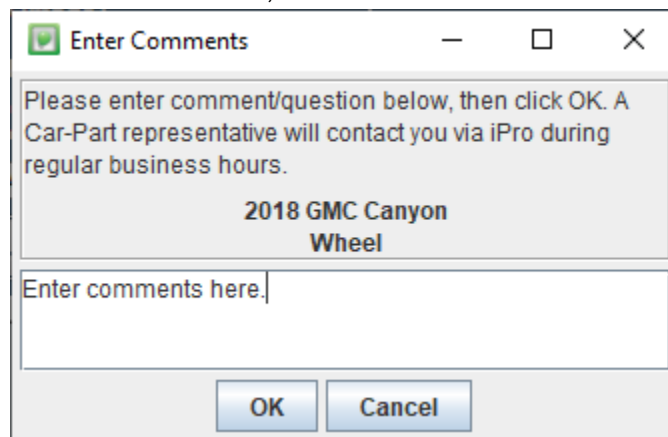 Enter Comments
Please enter comment/question below, then click OK. A
Car-Part representative will contact you via iPro during
regular business hours.
2018 GMC Canyon
Wheel
Enter comments here.
OK Cancel